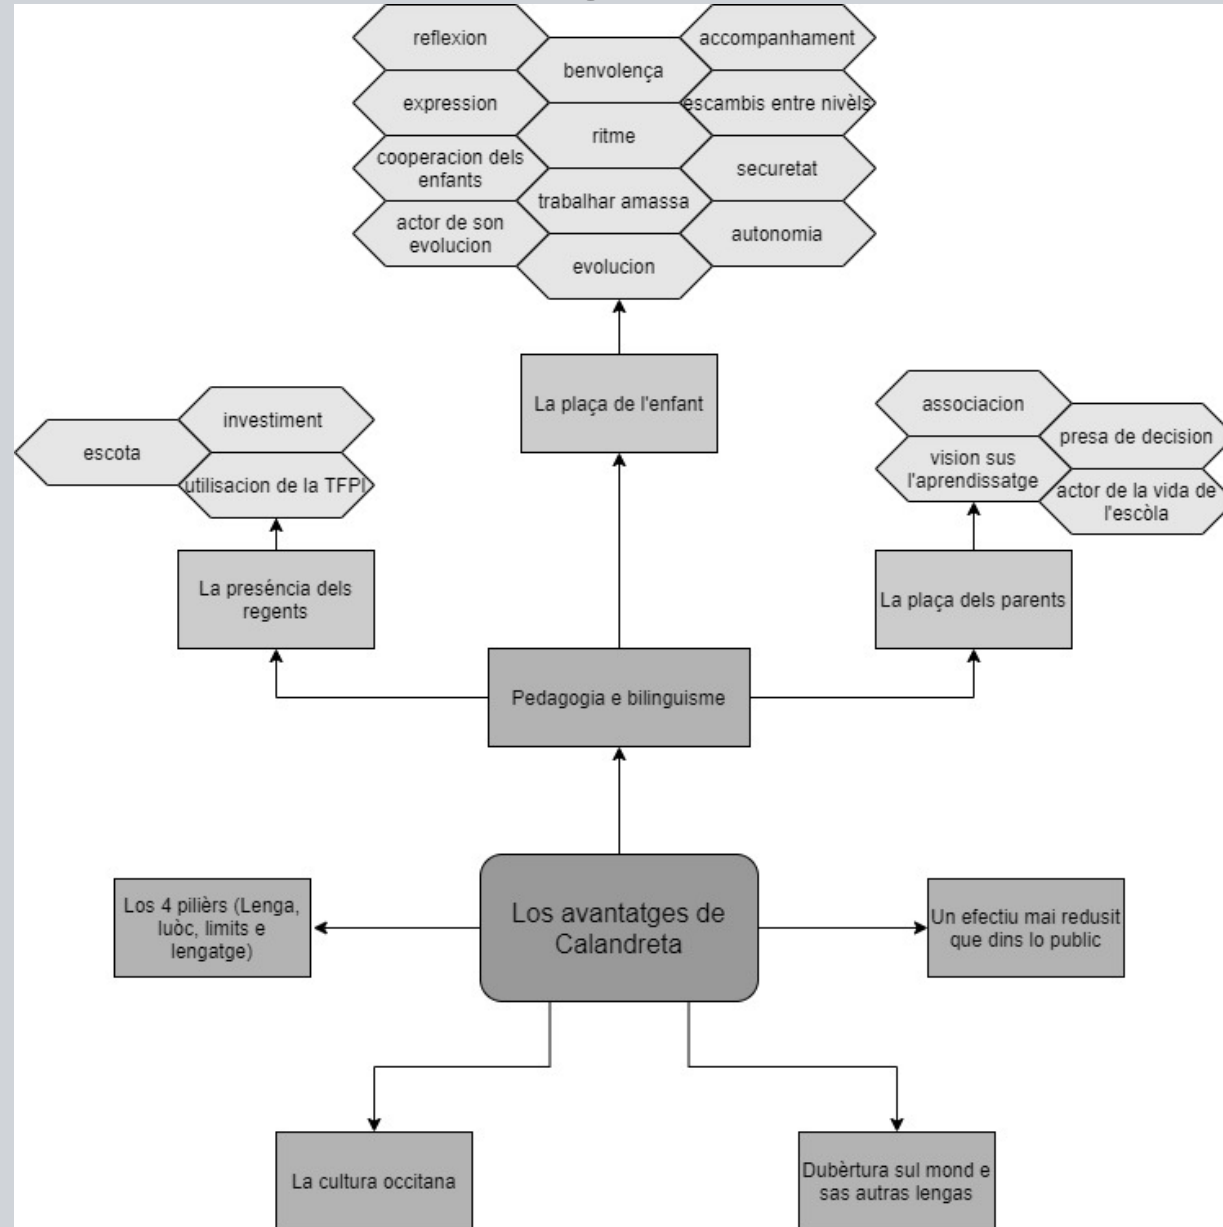 reflexion
accompanhament
benvolença
expression
escambis entre nivèls
ritme
cooperacion dels
enfants
securetat
trabalhar amassa
actor de son
evolucion
autonomia
evolucion
La plaça de l'enfant
investiment
escota
utilisacion de la TFPI
associacion
presa de decision
vision sus
l'aprendissatge
actor de la vida de
l'escòla
La preséncia dels
regents
La plaça dels parents
Pedagogia e bilinguisme
Los 4 pilièrs (Lenga,
luòc, limits e
lengatge)
Los avantatges de
Calandreta
Un efectiu mai redusit
que dins lo public
La cultura occitana
Dubèrtura sul mond e
sas autras lengas